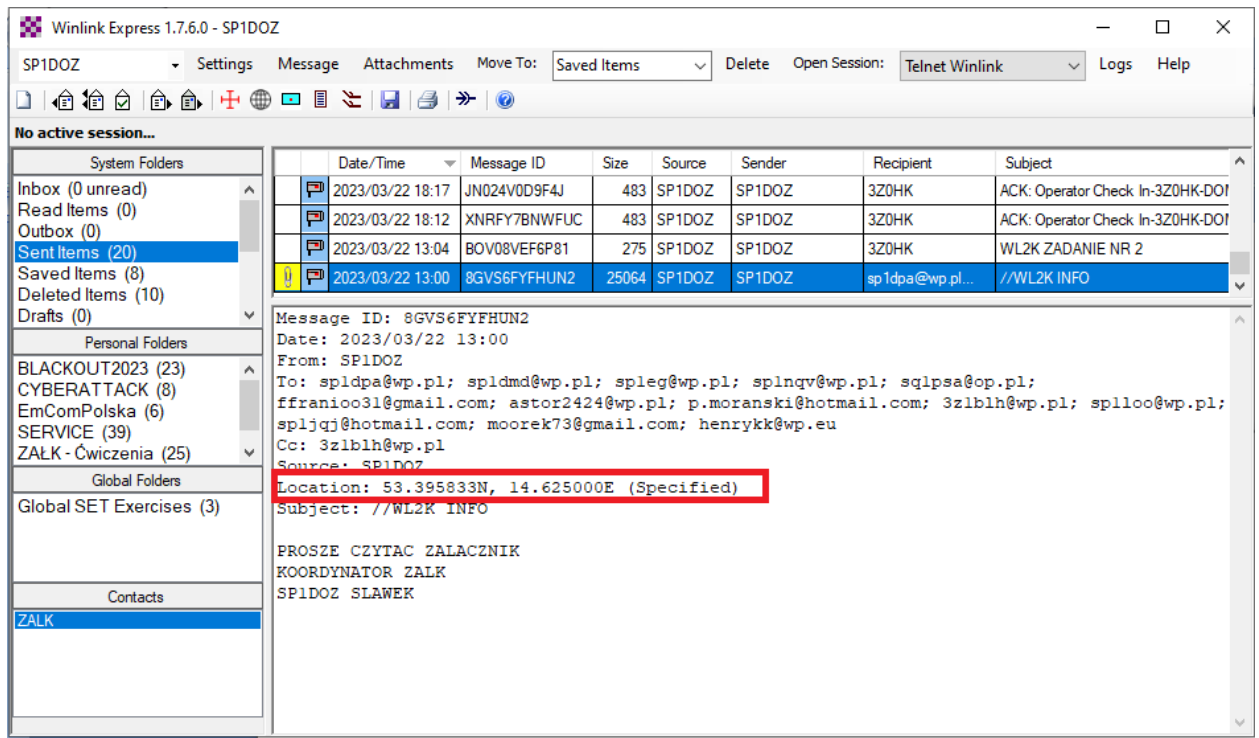 Winlink Express 1.7.6.0 - SP1DOZ
SP1DOZ Settings Message Attachments Move To: Saved Items Delete Open Session: Telnet Winlink Logs Help
No active session...
System Folders
Inbox (0 unread)
Read Items (0)
Outbox (0)
Sent Items (20)
Saved Items (8)
Deleted Items (10)
Drafts (0)
Personal Folders
BLACKOUT2023 (23)
CYBERATTACK (8)
EmComPolska (6)
SERVICE (39)
ZAŁK - Ćwiczenia (25)
Global Folders
Global SET Exercises (3)
Contacts
ZALK
Date/Time Message ID Size Source Sender Recipient Subject
2023/03/22 18:17 JN024V0D9F4J 483 SP1DOZ SP1DOZ 3Z0HK ACK: Operator Check In-3Z0HK-DOM
2023/03/22 18:12 XNRFY7BNWFUC 483 SP1DOZ SP1DOZ 3Z0HK ACK: Operator Check In-3Z0HK-DOM
2023/03/22 13:04 BOV08VEF6P81 275 SP1DOZ SP1DOZ 3Z0HK WL2K ZADANIE NR 2
2023/03/22 13:00 8GVS6FYFHUN2 25064 SP1DOZ SP1DOZ sp1dpa@wp.pl... //WL2K INFO
Message ID: 8GVS6FYFHUN2
Date: 2023/03/22 13:00
From: SP1DOZ
To: sp1dpa@wp.pl; sp1dmd@wp.pl; sp1eg@wp.pl; sp1nqv@wp.pl; sq1psa@op.pl;
ffranioo31@gmail.com; astor2424@wp.pl; p.moranski@hotmail.com; 3z1blh@wp.pl; sp1loo@wp.pl;
sp1jqj@hotmail.com; moorek73@gmail.com; henrykk@wp.eu
Cc: 3z1blh@wp.pl
Source: SP1DOZ
Location: 53.395833N, 14.625000E (Specified)
Subject: //WL2K INFO
PROSZE CZYTAC ZALACZNIK
KOORDYNATOR ZALK
SP1DOZ SLAWEK